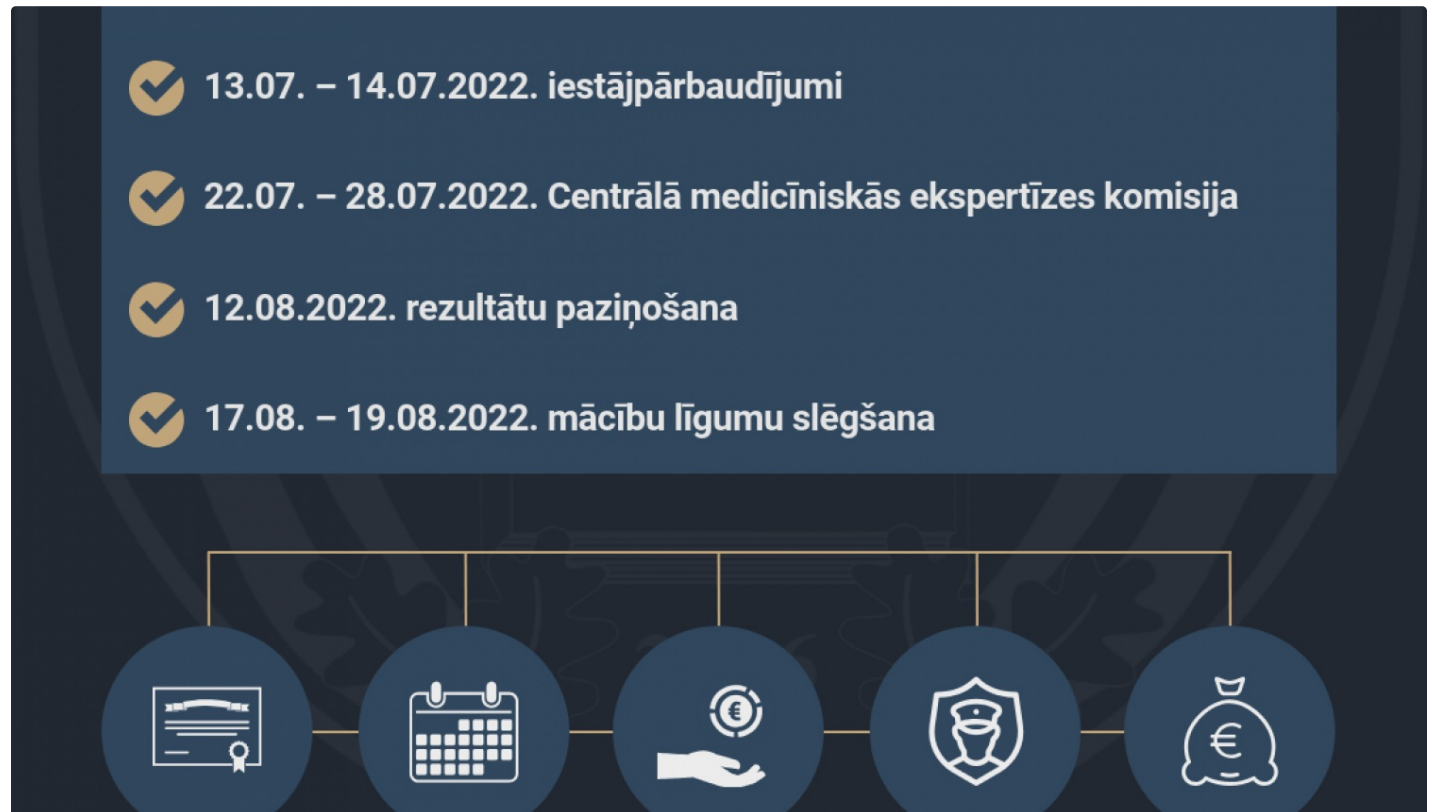 13.07. – 14.07.2022. iestājpārbaudījumi
22.07. – 28.07.2022. Centrālā medicīniskās ekspertīzes komisija
12.08.2022. rezultātu paziņošana
17.08. – 19.08.2022. mācību līgumu slēgšana
€
€